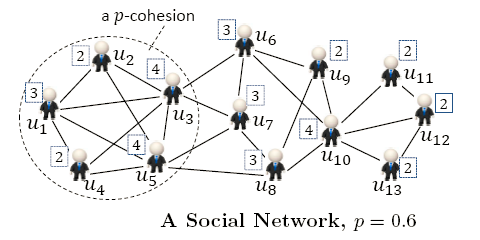 a p-cohesion
3 u6
2 u2
2 u9
2 u11
3 u1
4 u3
3 u7
2 u12
4 u10
2 u4
4 u5
3 u8
2 u13
A Social Network, p = 0.6